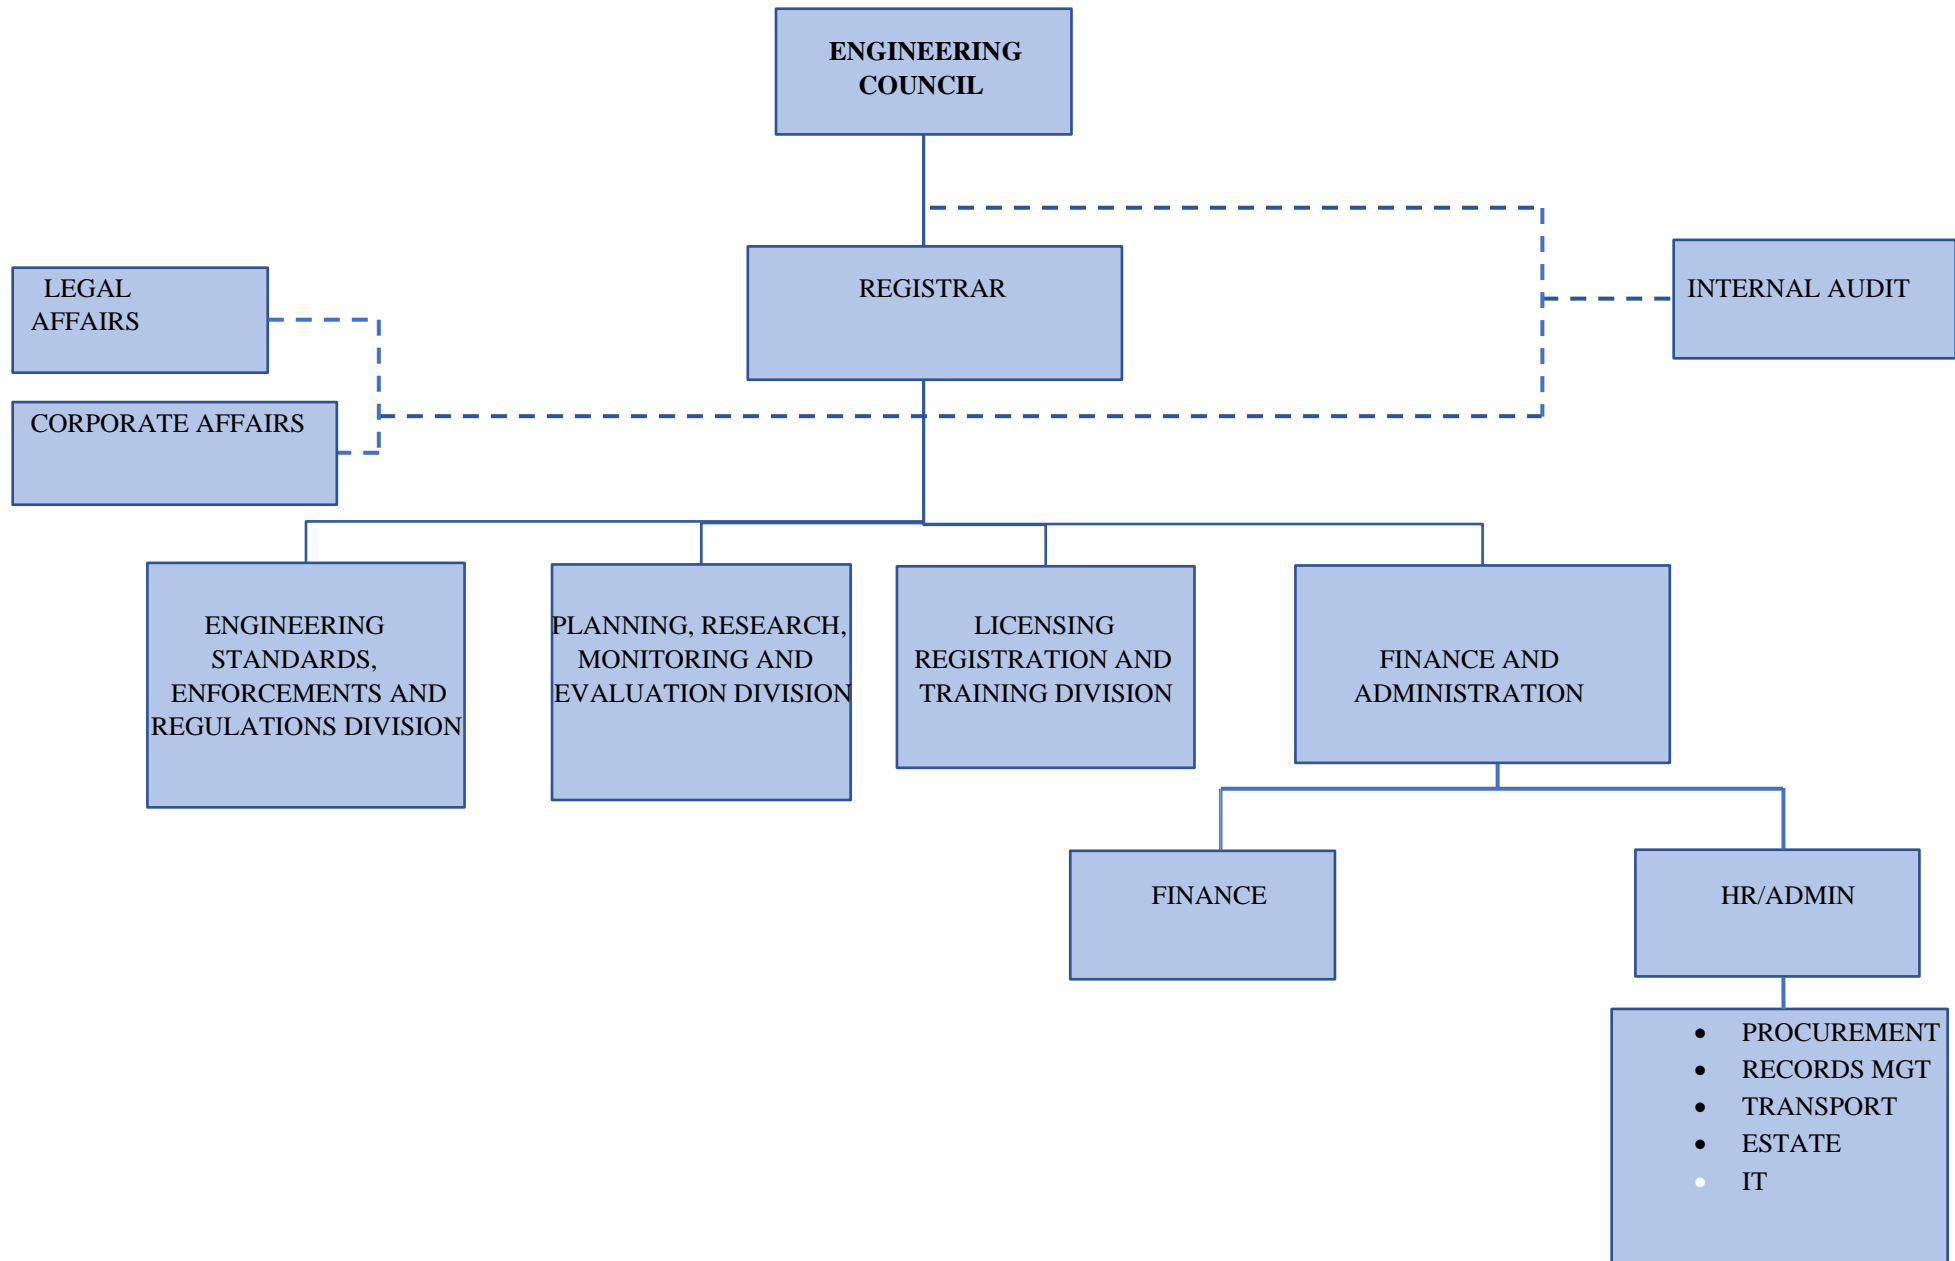 ENGINEERING
COUNCIL
REGISTRAR
INTERNAL AUDIT
LEGAL
AFFAIRS
CORPORATE AFFAIRS
ENGINEERING
STANDARDS,
ENFORCEMENTS AND
REGULATIONS DIVISION
PLANNING, RESEARCH,
MONITORING AND
EVALUATION DIVISION
LICENSING
REGISTRATION AND
TRAINING DIVISION
FINANCE AND
ADMINISTRATION
FINANCE
HR/ADMIN
• PROCUREMENT
• RECORDS MGT
• TRANSPORT
• ESTATE
• IT